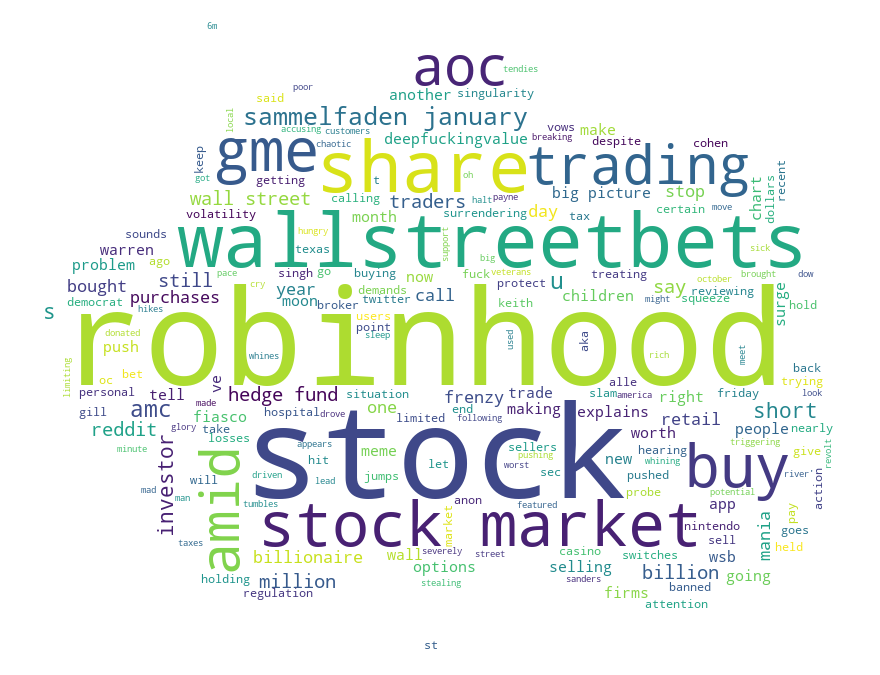 6m
aoc
tendies
poor
another singularity
said
local
sammelfaden january
accusing customers
deepfuckingvalue
breaking
vows
make
keep
gme
chaotic
share
trading
despite
cohen
getting
got
t
oh
halt
payne
big picture
stop
chart
dollars
recent
wall street
calling
traders
day
tax
certain
move
volatility
month
surrendering
sounds
hungry
wallstreetbets
support
warren
texas
big
sick
problem
ago
pace
singh
go
buying
now
fuck
veterans
treating
say
october
brought
dow
bought
still
cry
year
demands
protect
u
reviewing
democrat
purchases
moon
twitter
call
keith
children
might
squeeze
surge
hold
s
hikes
broker
users
robinhood
donated
push
point
sleep
used
aka
rich
whines
meet
limiting
oc
bet
ve
situation
alle
back
trying
personal
tell
hedge fund
one
frenzy
trade
slam
america
right
friday
look
made
amc
hospital
drove
limited
end
making
explains
short
gill
glory
fiasco
following
retail
reddit
take
stock
worth
people
nearly
minute
losses
appears
meme
sellers
hearing
triggering
revolt
investor
amid
hit
let
pushing
sec
new
whining
buy
give
will
driven
lead
jumps
worst
pushed
river'
action
mad
man
anon
featured
probe
potential
tumbles
stock market
market
app
pay
taxes
nintendo
mania
goes
billionaire
wall
severely
street
casino
switches
sell
wsb
held
holding
million
options
selling
billion
going
stealing
sanders
banned
regulation
firms
attention
st